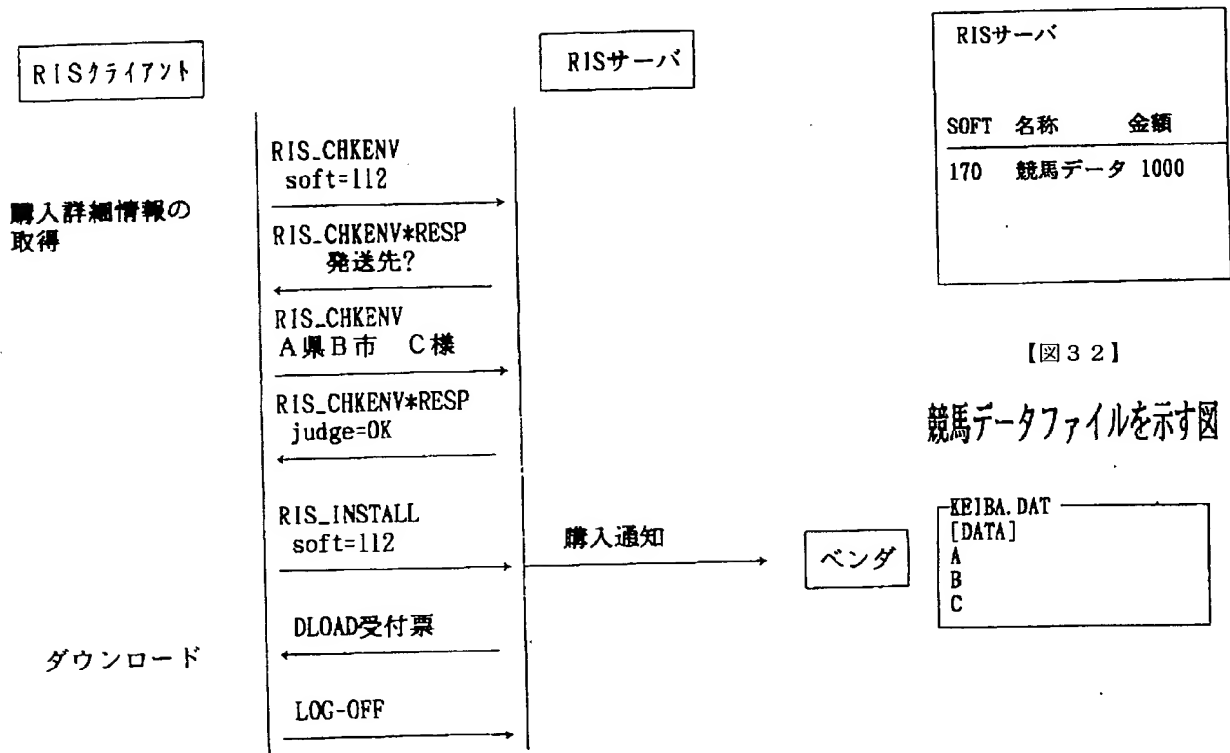 RISクライアント
RISサーバ
購入詳細情報の
取得
RIS_CHKENV
soft=112
RIS_CHKENV*RESP
発送先?
RIS_CHKENV
A県B市 C様
RIS_CHKENV*RESP
judge=OK
RIS_INSTALL
soft=112
購入通知
ベンダ
ダウンロード
DLOAD受付票
LOG-OFF
RISサーバ
SOFT 名称 金額
170 競馬データ 1000
【図32】
競馬データファイルを示す図
KEIBA.DAT
[DATA]
A
B
C